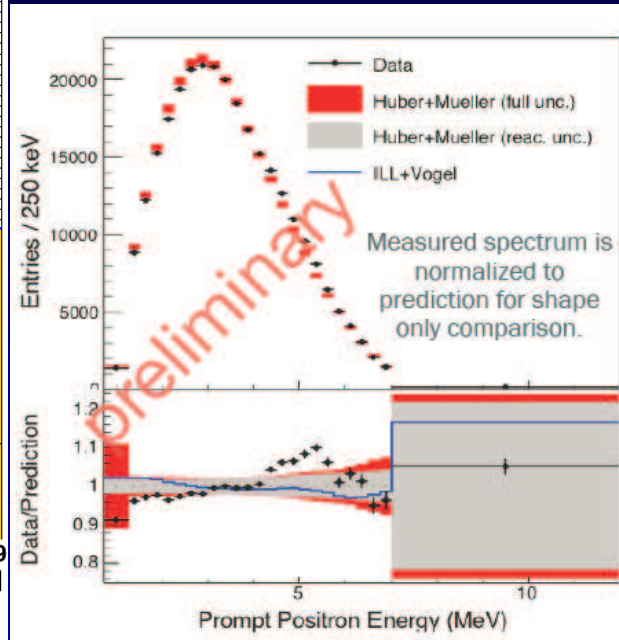 20000
15000
10000
5000
Entries / 250 keV
Data
Huber+Mueller (full unc.)
Huber+Mueller (reac. unc.)
ILL+Vogel
Measured spectrum is
normalized to
prediction for shape
only comparison.
preliminary
1.2
1.1
1
0.9
0.8
Data/Prediction
5
10
Prompt Positron Energy (MeV)
9